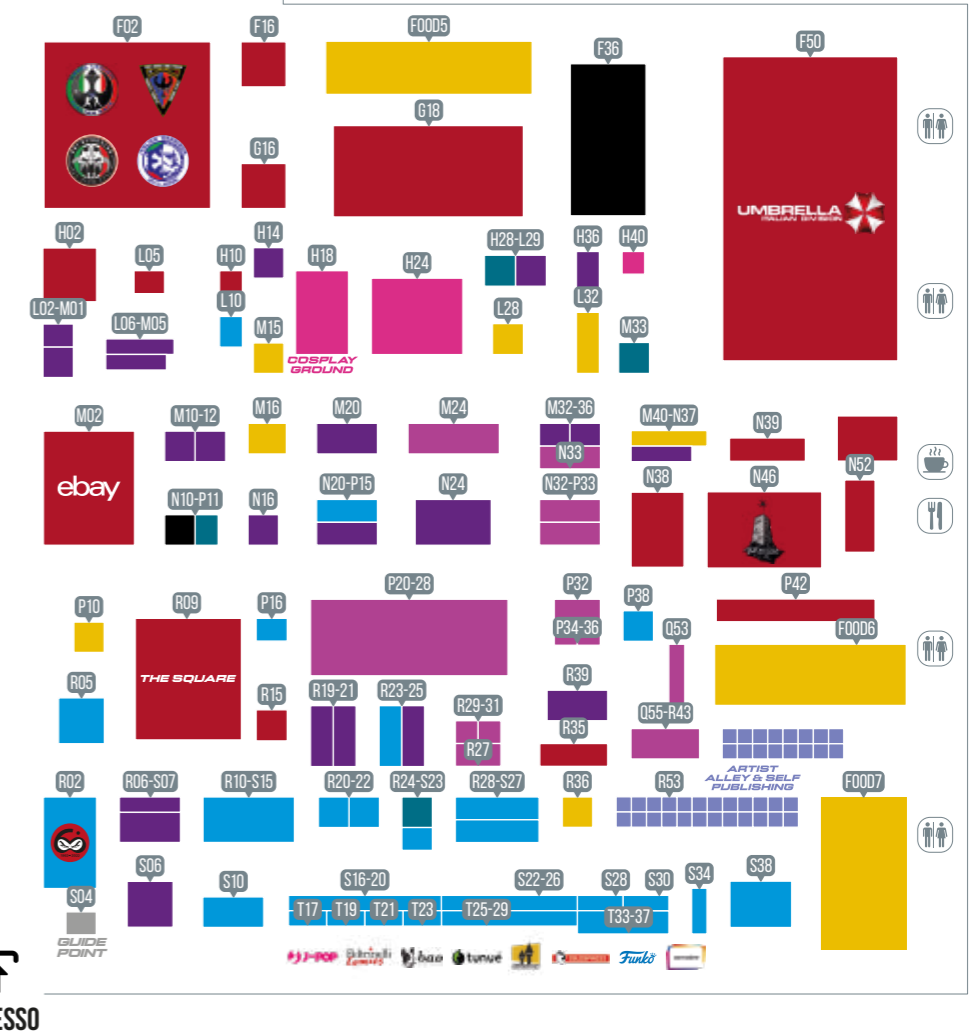 F02
F16
FOOD5
F36
F50
G18
G16
UMBRELLA
ITALIAN DIVISION
H02
L05
H10
H14
H18
H24
H28-L29
H36
H40
L02-M01
L06-M05
L10
M15
L28
L32
M33
COSPLAY
GROUND
M02
M10-12
M16
M20
M24
M32-36
M40-N37
N39
N33
ebay
N10-P11
N16
N20-P15
N24
N32-P33
N38
N46
N52
P10
R09
P16
P20-28
P32
P34-36
P38
P42
Q53
FOOD6
THE SQUARE
R05
R15
R19-21
R23-25
R29-31
R27
R39
R35
Q55-R43
ARTIST
ALLEY & SELF
PUBLISHING
R02
R06-S07
R10-S15
R20-22
R24-S23
R28-S27
R36
R53
FOOD7
S04
S06
S10
S16-20
S22-26
S28
S30
S34
S38
T17
T19
T21
T23
T25-29
T33-37
GUIDE
POINT
J-POP
Feltrinelli
Comics
bao
tunué
Funko
ESSO